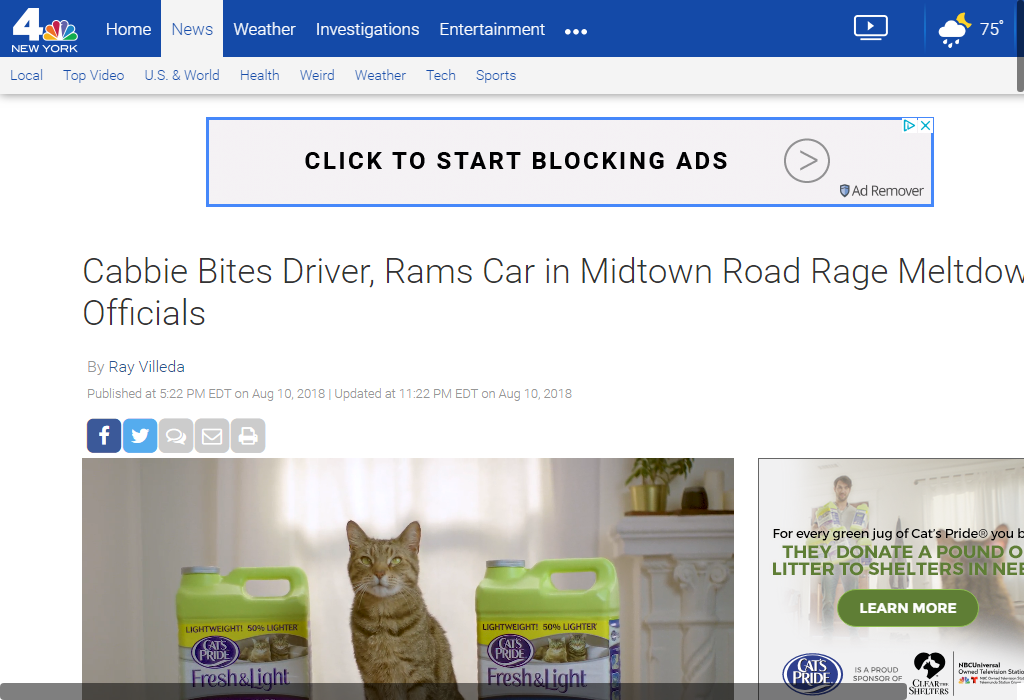 4
NEW YORK
Home
News
Weather
Investigations
Entertainment
75°
Local
Top Video
U.S. & World
Health
Weird
Weather
Tech
Sports
CLICK TO START BLOCKING ADS
Ad Remover
Cabbie Bites Driver, Rams Car in Midtown Road Rage Meltdow
Officials
By Ray Villeda
Published at 5:22 PM EDT on Aug 10, 2018 | Updated at 11:22 PM EDT on Aug 10, 2018
LIGHTWEIGHT! 50% LIGHTER
CAT'S
PRIDE
Fresh&Light
LIGHTWEIGHT! 50% LIGHTER
CAT'S
PRIDE
Fresh&Light
For every green jug of Cat's Pride® you b
THEY DONATE A POUND O
LITTER TO SHELTERS IN NEE
LEARN MORE
CAT'S
PRIDE
IS A PROUD
SPONSOR OF
CLEAR THE
SHELTERS
NBCUniversal
Owned Television Statio